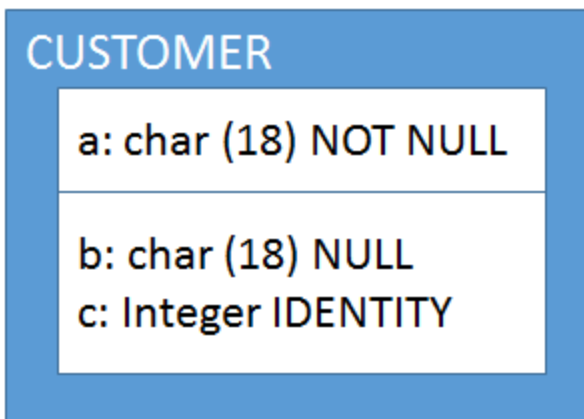 CUSTOMER
a: char (18) NOT NULL
b: char (18) NULL
c: Integer IDENTITY